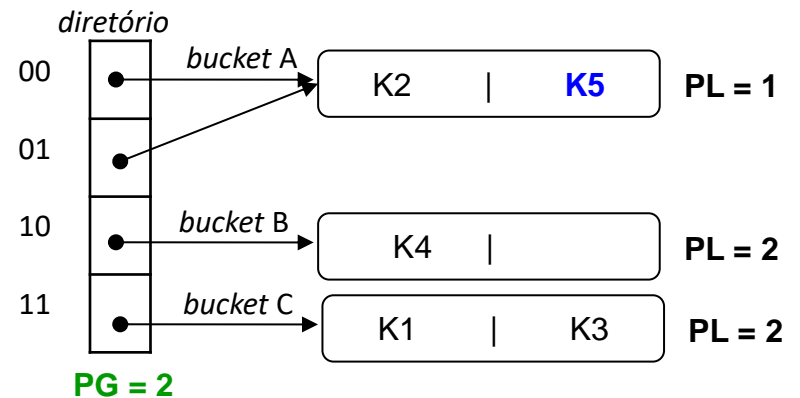 diretório
00 bucket A K2 | K5 PL = 1
01
10 bucket B K4 | PL = 2
11 bucket C K1 | K3 PL = 2
PG = 2